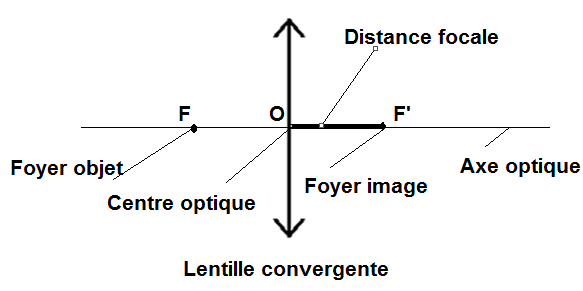 Distance focale
F
O
F'
Foyer objet
Axe optique
Foyer image
Centre optique
Lentille convergente